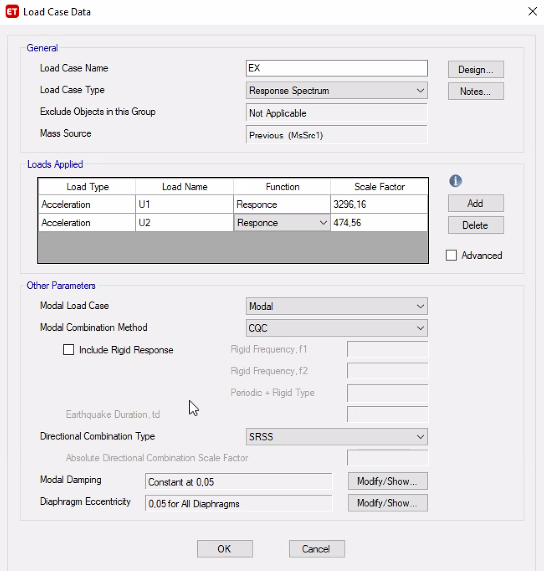 ET Load Case Data
General
Load Case Name EX Design...
Load Case Type Response Spectrum Notes...
Exclude Objects in this Group Not Applicable
Mass Source Previous (MsSrc1)
Loads Applied
Load Type Load Name Function Scale Factor
Acceleration U1 Responce 3296,16 Add
Acceleration U2 Responce 474,56 Delete
Advanced
Other Parameters
Modal Load Case Modal
Modal Combination Method CQC
Include Rigid Response Rigid Frequency, f1
Rigid Frequency, f2
Periodic + Rigid Type
Earthquake Duration, td
Directional Combination Type SRSS
Absolute Directional Combination Scale Factor
Modal Damping Constant at 0,05 Modify/Show...
Diaphragm Eccentricity 0,05 for All Diaphragms Modify/Show...
OK Cancel